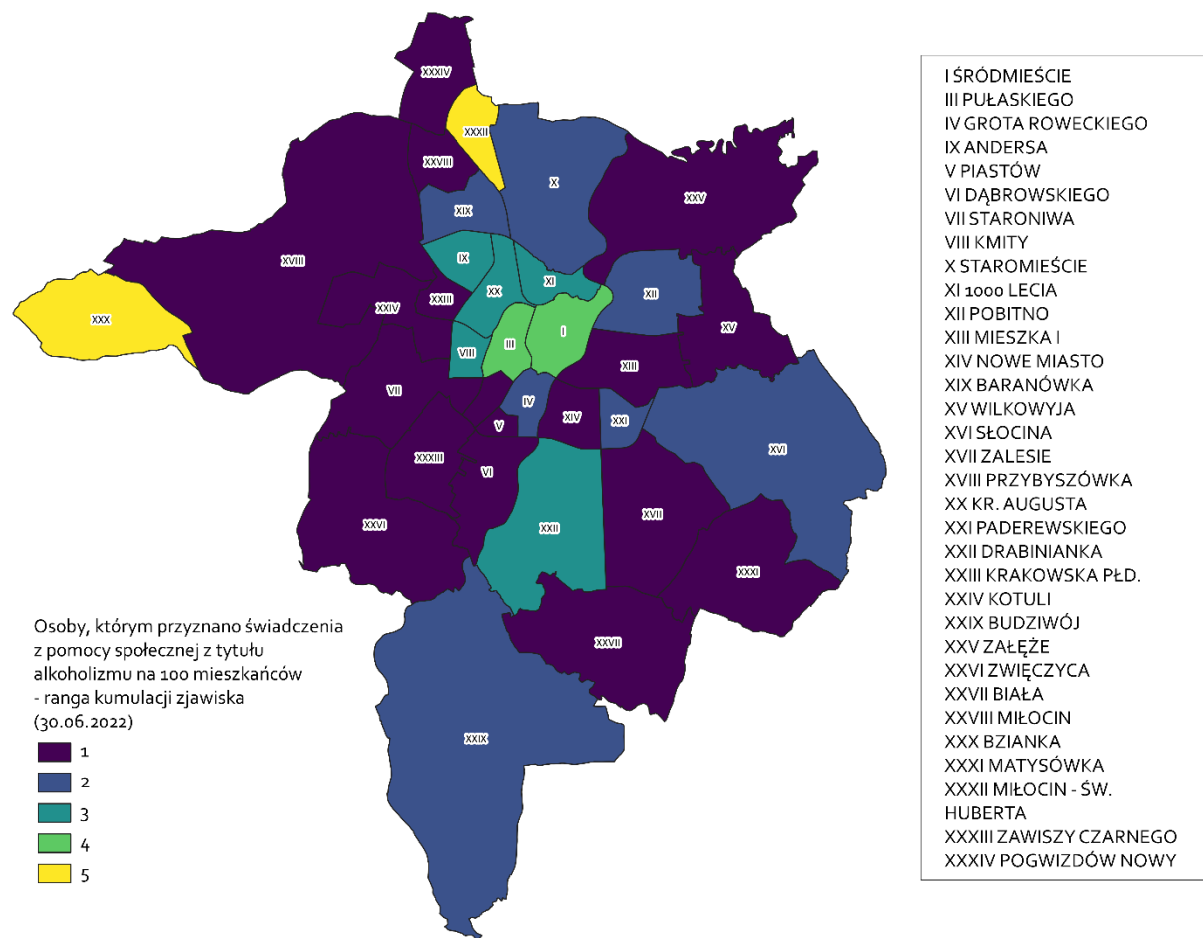 XXXIV
XXXII
XXVIII
X
XXV
XIX
IX
XVIII
XX
XI
XII
XXIV
XXIII
XXX
I
XV
III
VIII
XIII
VII
IV
XIV
XXI
V
XVI
XXXIII
VI
XXII
XVII
XXVI
XXXI
XXVII
XXIX
I ŚRÓDMIEŚCIE
III PUŁASKIEGO
IV GROTA ROWECKIEGO
IX ANDERSA
V PIASTÓW
VI DĄBROWSKIEGO
VII STARONIWA
VIII KMITY
X STAROMIEŚCIE
XI 1000 LECIA
XII POBITNO
XIII MIESZKA I
XIV NOWE MIASTO
XIX BARANÓWKA
XV WILKOWYJA
XVI SŁOCINA
XVII ZALESIE
XVIII PRZYBYSZÓWKA
XX KR. AUGUSTA
XXI PADEREWSKIEGO
XXII DRABINIANKA
XXIII KRAKOWSKA PŁD.
XXIV KOTULI
XXIX BUDZIWÓJ
XXV ZAŁĘŻE
XXVI ZWIĘCZYCA
XXVII BIAŁA
XXVIII MIŁOCIN
XXX BZIANKA
XXXI MATYSÓWKA
XXXII MIŁOCIN - ŚW.
HUBERTA
XXXIII ZAWISZY CZARNEGO
XXXIV POGWIZDÓW NOWY
Osoby, którym przyznano świadczenia
z pomocy społecznej z tytułu
alkoholizmu na 100 mieszkańców
- ranga kumulacji zjawiska
(30.06.2022)
1
2
3
4
5